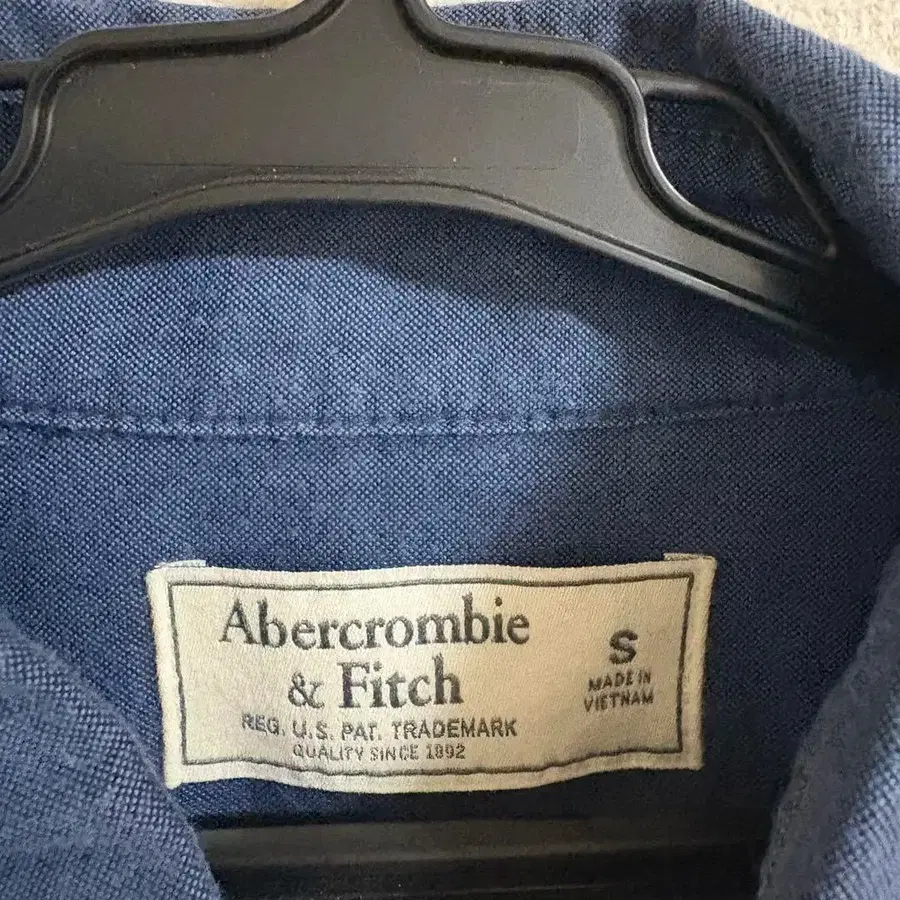 Abercrombie
& Fitch
REG. U.S. PAT. TRADEMARK
QUALITY SINCE 1892
S
MADE IN
VIETNAM